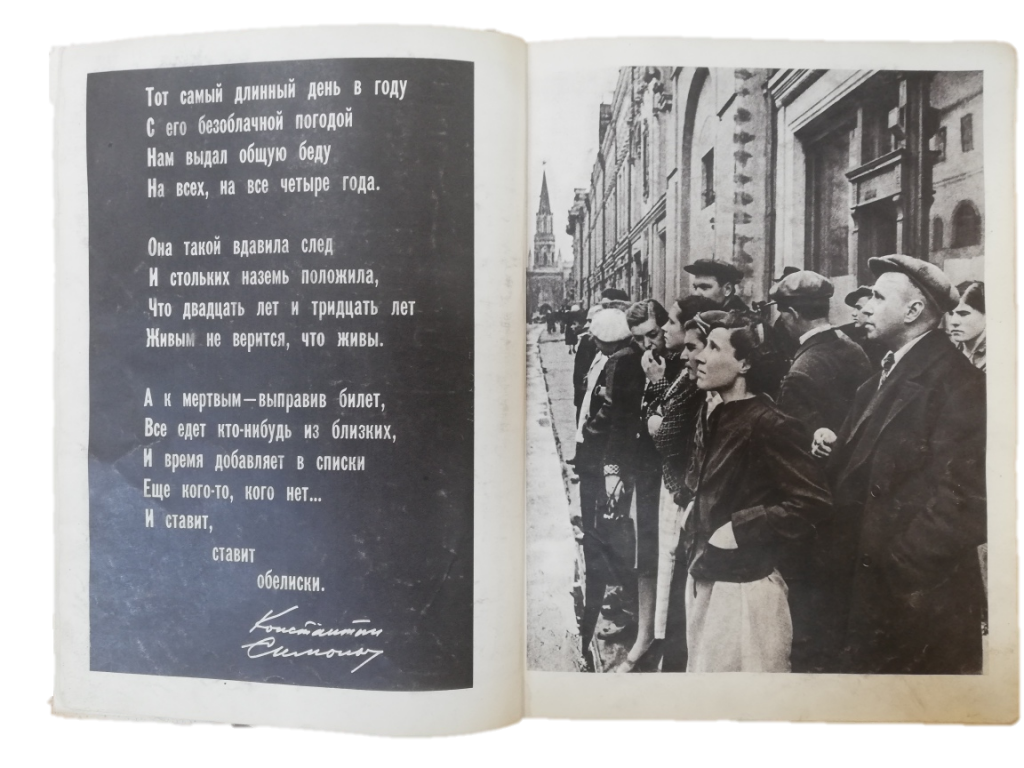 Тот самый длинный день в году
С его безоблачной погодой
Нам выдал общую беду
На всех, на все четыре года.
Она такой вдавила след
И стольких наземь положила,
Что двадцать лет и тридцать лет
Живым не верится, что живы.
А к мертвым—выправив билет,
Все едет кто-нибудь из близких,
И время добавляет в списки
Еще кого-то, кого нет...
И ставит,
ставит
обелиски.
Константин
Симонов